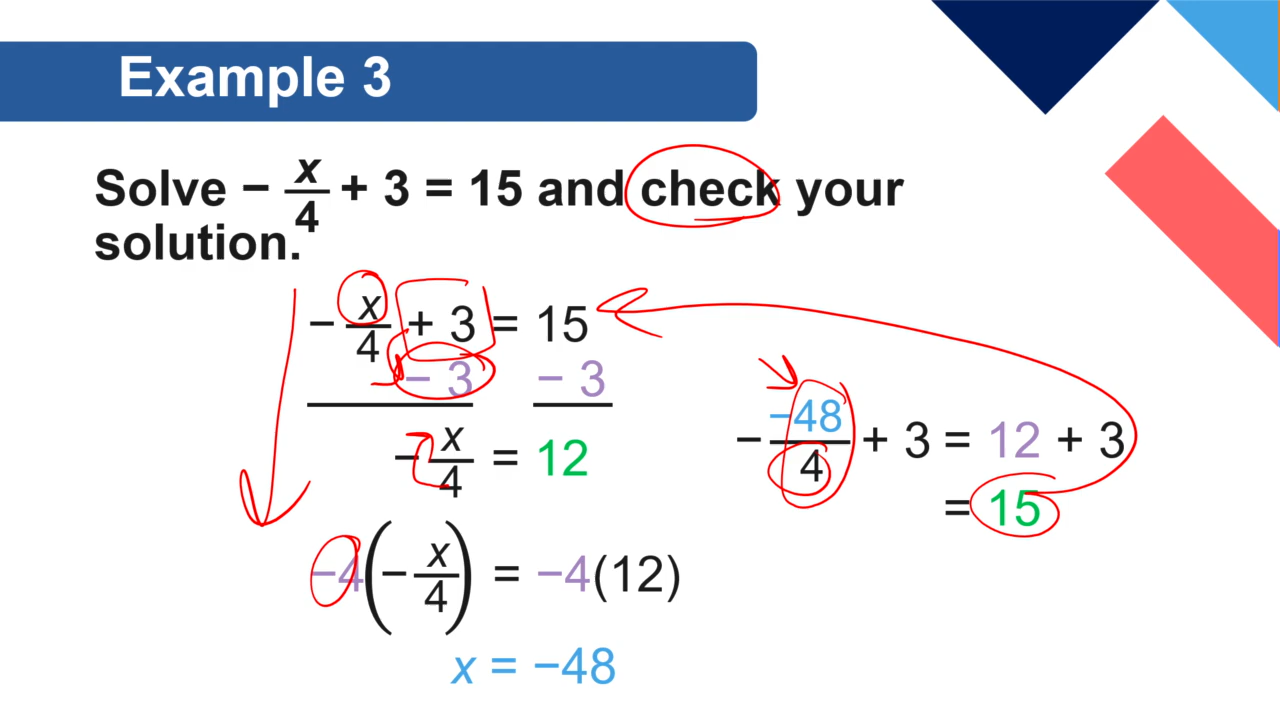 Example 3
Solve − x/4 + 3 = 15 and check your
solution.
− x/4 + 3 = 15
− 3 − 3
− x/4 = 12
−4(− x/4) = −4(12)
x = −48
− −48/4 + 3 = 12 + 3
= 15